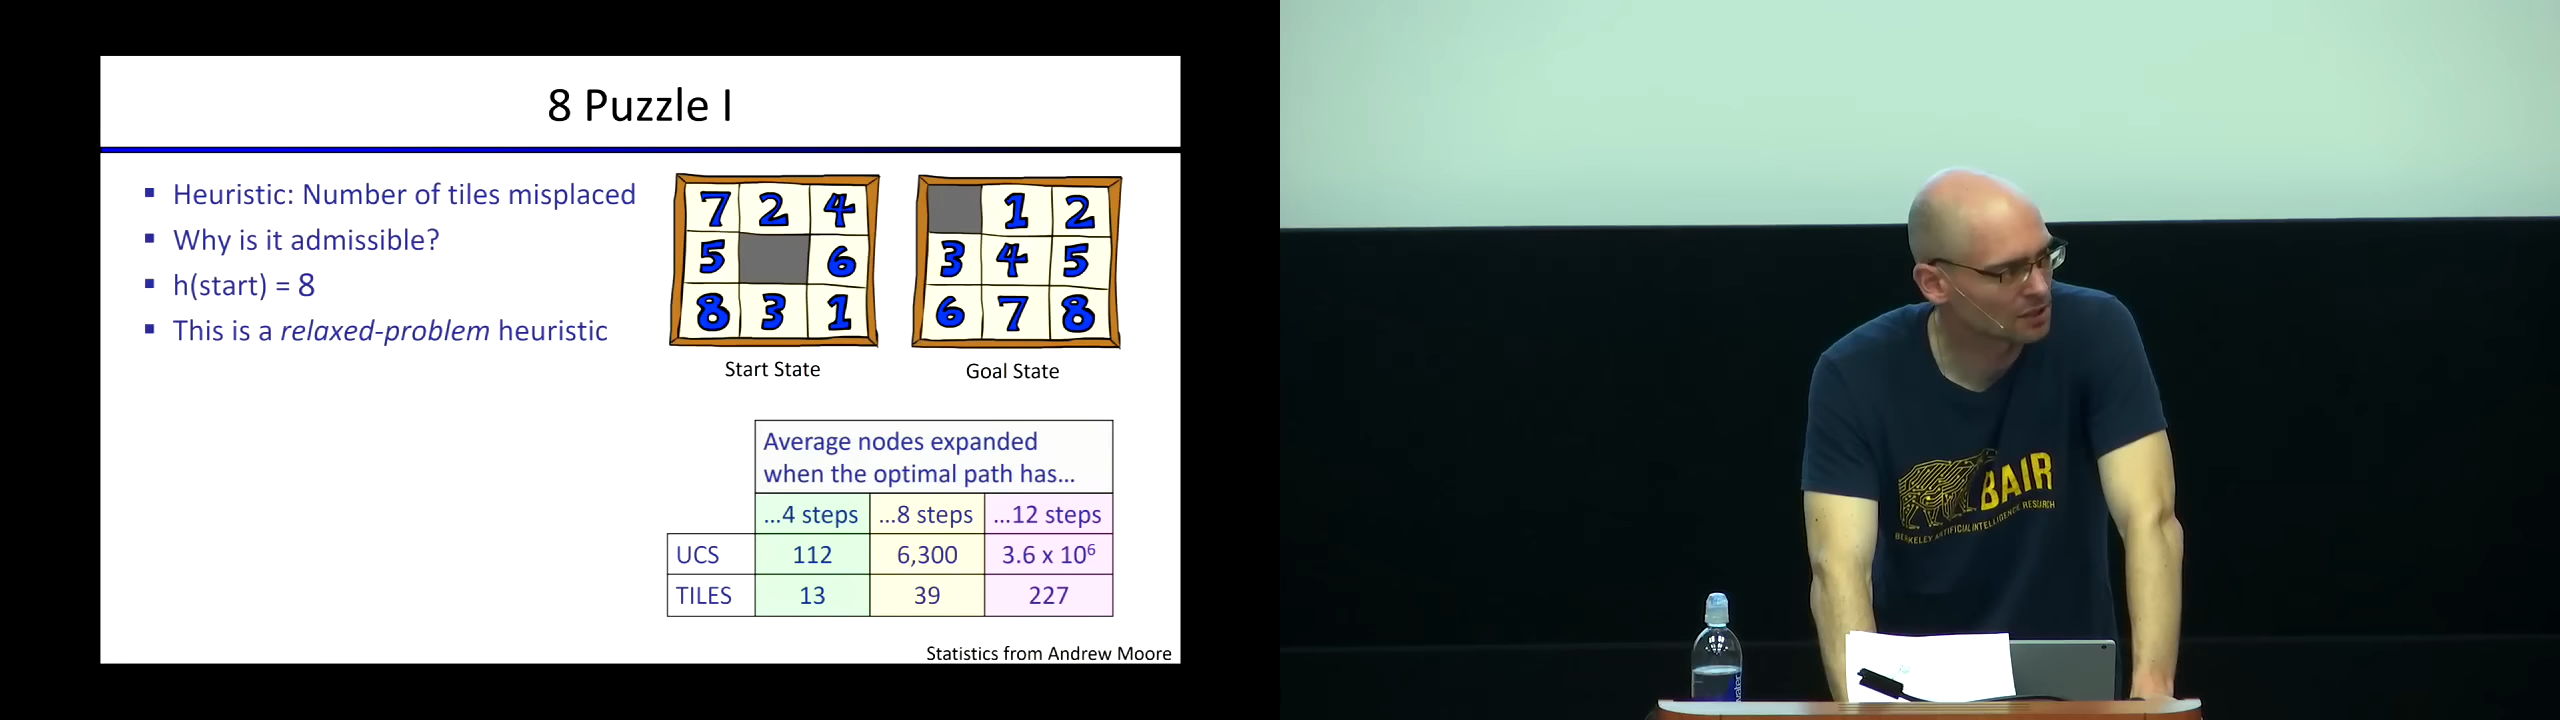 8 Puzzle I
▪ Heuristic: Number of tiles misplaced
▪ Why is it admissible?
▪ h(start) = 8
▪ This is a relaxed-problem heuristic
7 2 4
5 6
8 3 1
Start State
1 2
3 4 5
6 7 8
Goal State
Average nodes expanded
when the optimal path has...
...4 steps ...8 steps ...12 steps
UCS 112 6,300 3.6 x 10⁶
TILES 13 39 227
Statistics from Andrew Moore
BAIR
BERKELEY ARTIFICIAL INTELLIGENCE RESEARCH